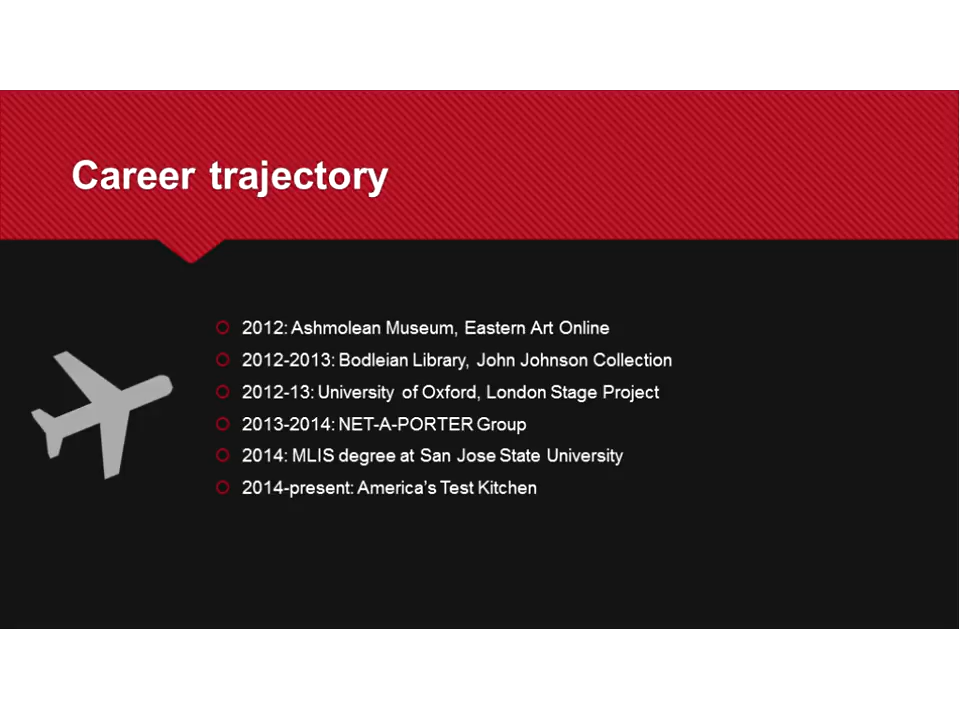 Career trajectory
2012: Ashmolean Museum, Eastern Art Online
2012-2013: Bodleian Library, John Johnson Collection
2012-13: University of Oxford, London Stage Project
2013-2014: NET-A-PORTER Group
2014: MLIS degree at San Jose State University
2014-present: America’s Test Kitchen